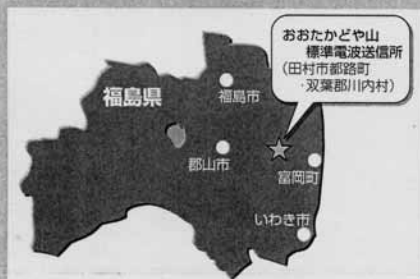 おおたかどや山
標準電波送信所
(田村市都路町
・双葉郡川内村)
福島県
福島市
郡山市
富岡町
いわき市